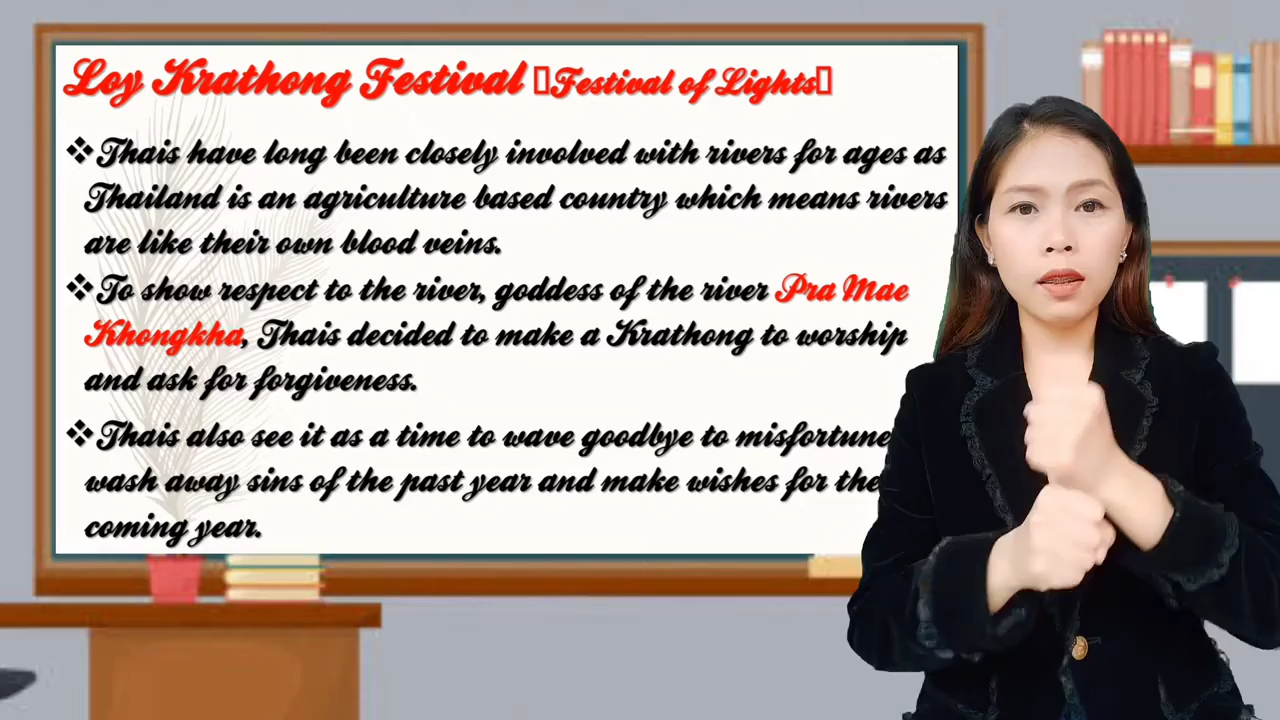 Loy Krathong Festival (Festival of Lights)
❖Thais have long been closely involved with rivers for ages as
Thailand is an agriculture based country which means rivers
are like their own blood veins.
❖To show respect to the river, goddess of the river Pra Mae
Khongkha, Thais decided to make a Krathong to worship
and ask for forgiveness.
❖Thais also see it as a time to wave goodbye to misfortune
wash away sins of the past year and make wishes for the
coming year.